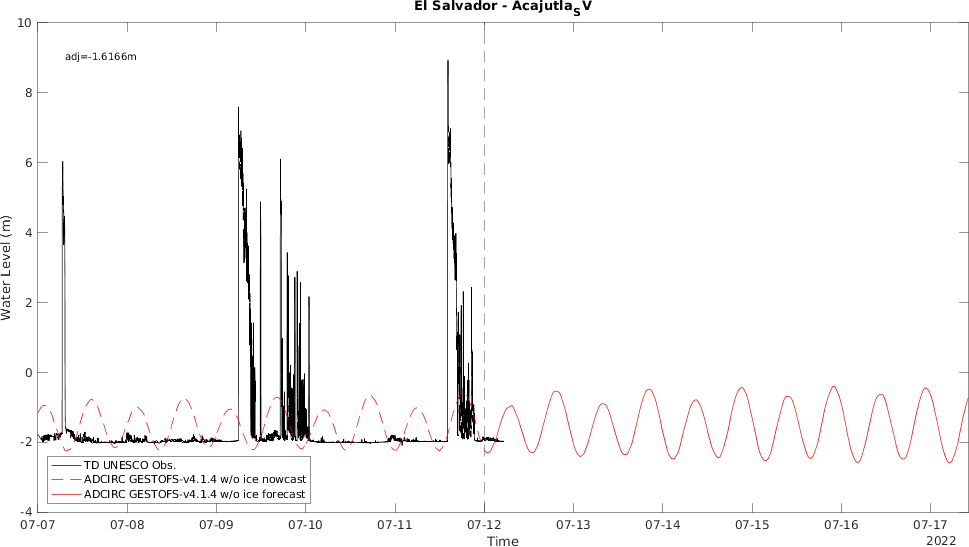 El Salvador - AcajutlaSV
adj=-1.6166m
Water Level (m)
10
8
6
4
2
0
-2
-4
TD UNESCO Obs.
ADCIRC GESTOFS-v4.1.4 w/o ice nowcast
ADCIRC GESTOFS-v4.1.4 w/o ice forecast
07-07 07-08 07-09 07-10 07-11 07-12 07-13 07-14 07-15 07-16 07-17
Time
2022